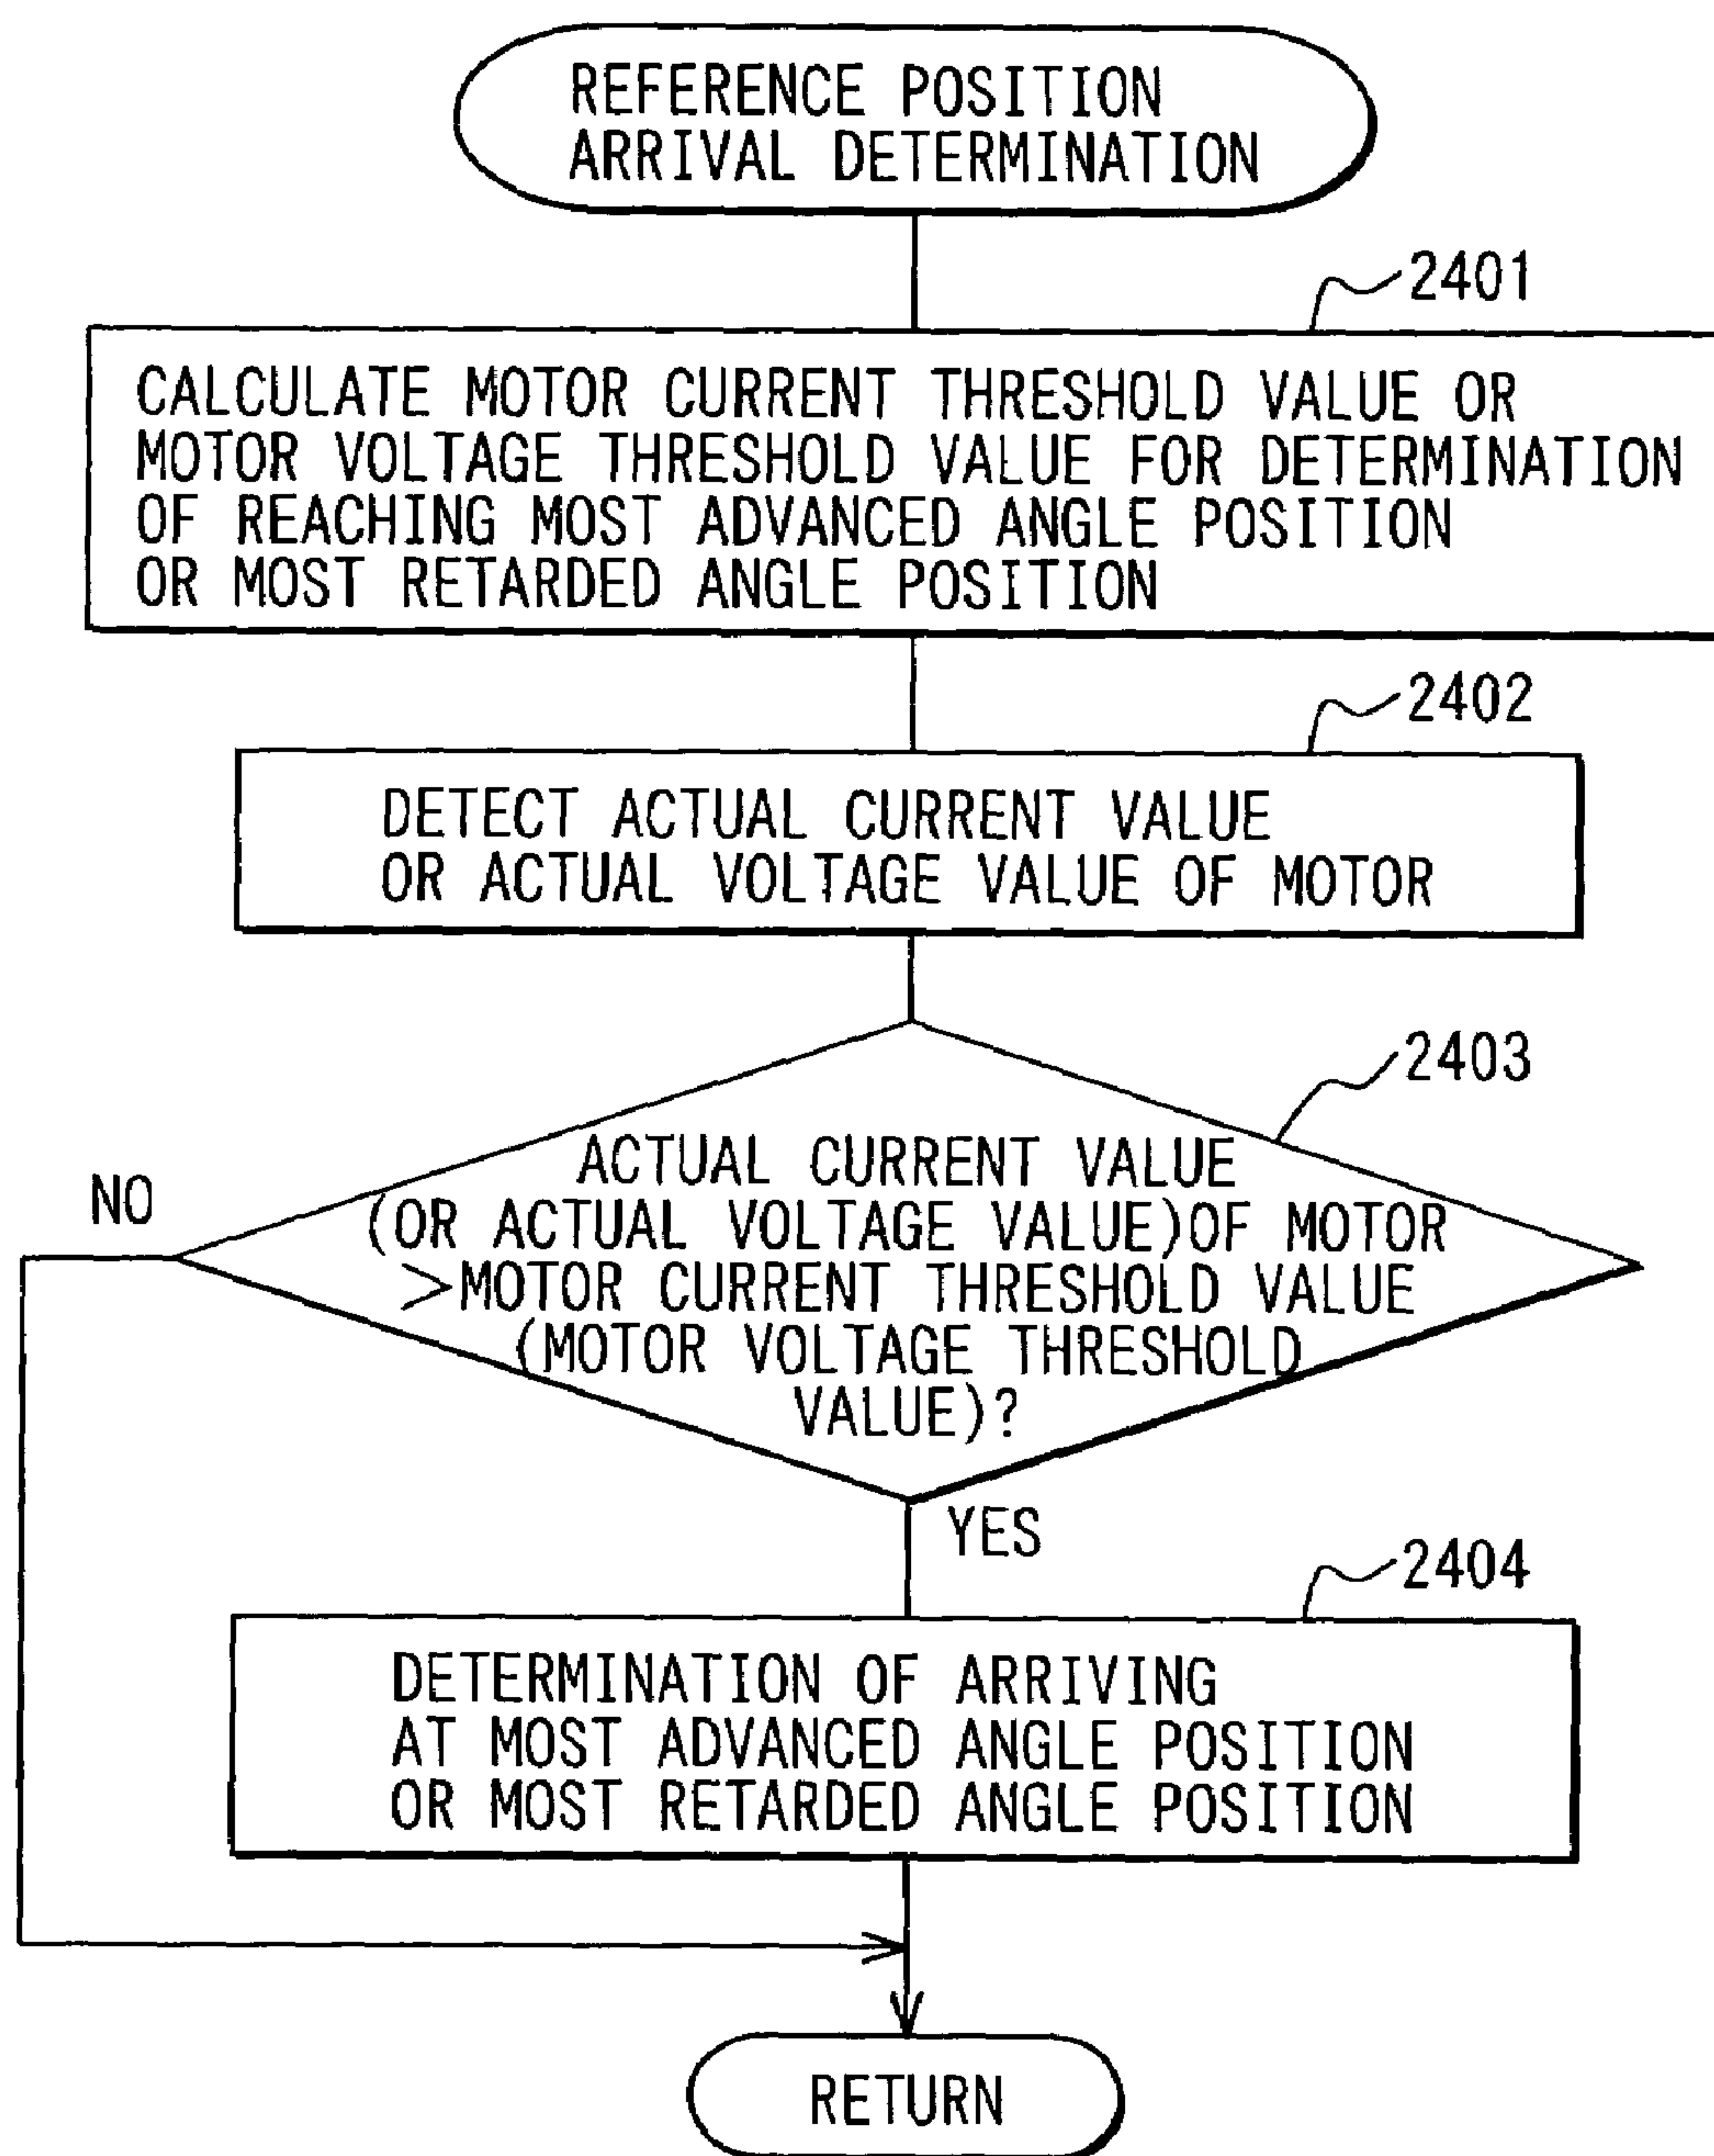 REFERENCE POSITION
ARRIVAL DETERMINATION
2401
CALCULATE MOTOR CURRENT THRESHOLD VALUE OR
MOTOR VOLTAGE THRESHOLD VALUE FOR DETERMINATION
OF REACHING MOST ADVANCED ANGLE POSITION
OR MOST RETARDED ANGLE POSITION
2402
DETECT ACTUAL CURRENT VALUE
OR ACTUAL VOLTAGE VALUE OF MOTOR
2403
ACTUAL CURRENT VALUE
(OR ACTUAL VOLTAGE VALUE)OF MOTOR
>MOTOR CURRENT THRESHOLD VALUE
(MOTOR VOLTAGE THRESHOLD
VALUE)?
NO
YES
2404
DETERMINATION OF ARRIVING
AT MOST ADVANCED ANGLE POSITION
OR MOST RETARDED ANGLE POSITION
RETURN